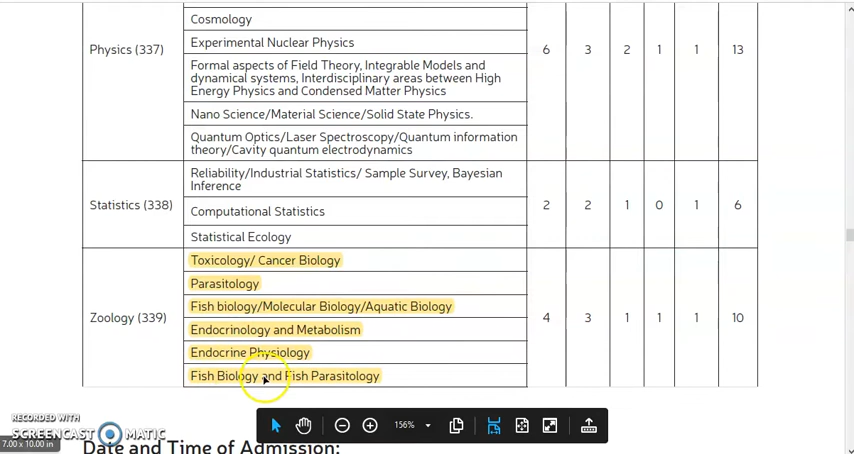 Cosmology
Physics (337)
Experimental Nuclear Physics
6 3 2 1 1 13
Formal aspects of Field Theory, Integrable Models and
dynamical systems, Interdisciplinary areas between High
Energy Physics and Condensed Matter Physics
Nano Science/Material Science/Solid State Physics.
Quantum Optics/Laser Spectroscopy/Quantum information
theory/Cavity quantum electrodynamics
Reliability/Industrial Statistics/ Sample Survey, Bayesian
Inference
Statistics (338)
Computational Statistics
2 2 1 0 1 6
Statistical Ecology
Toxicology/ Cancer Biology
Parasitology
Fish biology/Molecular Biology/Aquatic Biology
Zoology (339)
4 3 1 1 1 10
Endocrinology and Metabolism
Endocrine Physiology
Fish Biology and Fish Parasitology
RECORDED WITH
SCREENCAST MATIC
156%
7.00 x 10.00 in
Date and Time of Admission: